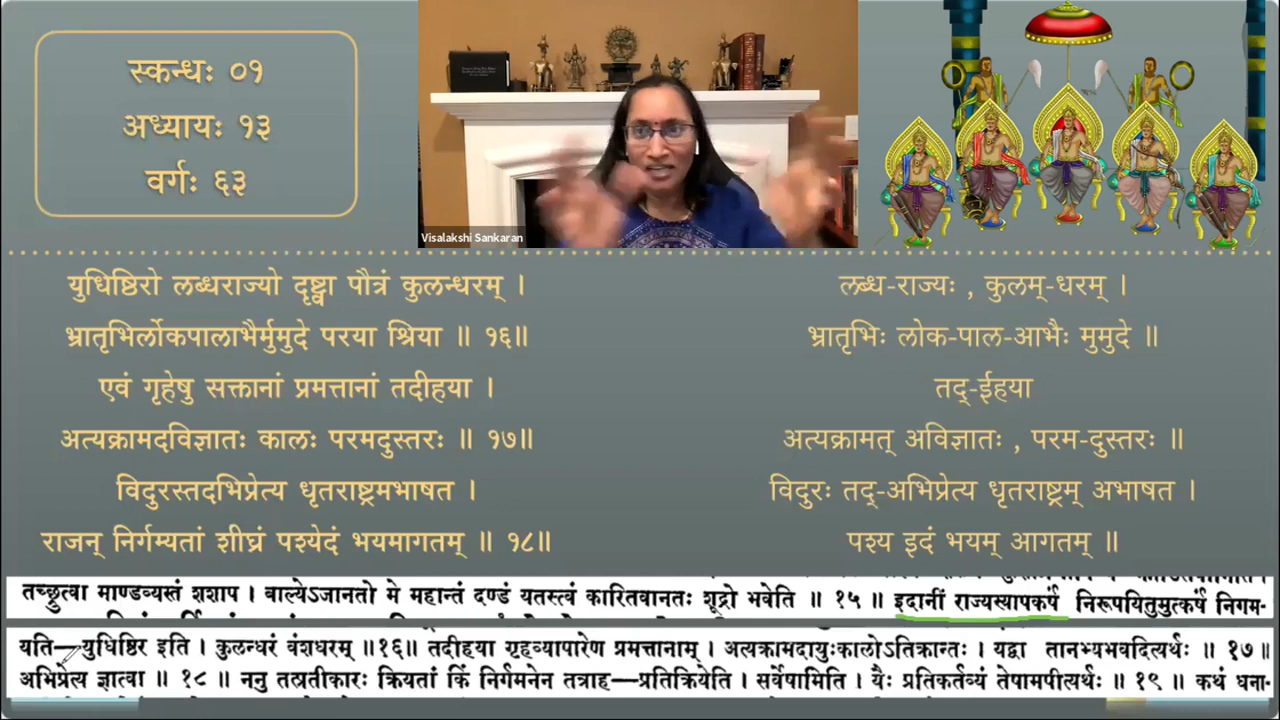 स्कन्धः ०१
अध्यायः १३
वर्गः ६३
Visalakshi Sankaran
युधिष्ठिरो लब्धराज्यो दृष्ट्वा पौत्रं कुलन्धरम् ।
भ्रातृभिर्लोकपालाभैर्मुमुदे परया श्रिया ॥ १६॥
एवं गृहेषु सक्तानां प्रमत्तानां तदीहया ।
अत्यक्रामदविज्ञातः कालः परमदुस्तरः ॥ १७॥
विदुरस्तदभिप्रेत्य धृतराष्ट्रमभाषत ।
राजन् निर्गम्यतां शीघ्रं पश्येदं भयमागतम् ॥ १८॥
लब्ध-राज्यः , कुलम्-धरम् ।
भ्रातृभिः लोक-पाल-आभैः मुमुदे ॥
तद्-ईहया
अत्यक्रामत् अविज्ञातः , परम-दुस्तरः ॥
विदुरः तद्-अभिप्रेत्य धृतराष्ट्रम् अभाषत ।
पश्य इदं भयम् आगतम् ॥
तच्छ्रुत्वा माण्डव्यस्तं शशाप । बाल्येऽजानतो मे महान्तं दण्डं यतस्त्वं कारितवानतः शूद्रो भवेति ॥ १५ ॥ इदानीं राज्यस्यापकर्षं निरूपयितुमुत्कर्षं निगम-
यति—युधिष्ठिर इति । कुलन्धरं वंशधरम् ॥१६॥ तदीहया गृहव्यापारेण प्रमत्तानाम् । अत्यक्रामदायुःकालोऽतिक्रान्तः । यद्वा तानभ्यभवदित्यर्थः ॥ १७॥
अभिप्रेत्य ज्ञात्वा ॥ १८ ॥ ननु तत्प्रतीकारः क्रियतां किं निर्गमनेन तत्राह—प्रतिक्रियेति । सर्वेषामिति । यैः प्रतिकर्तव्यं तेषामपीत्यर्थः ॥ १९ ॥ कथं धना-